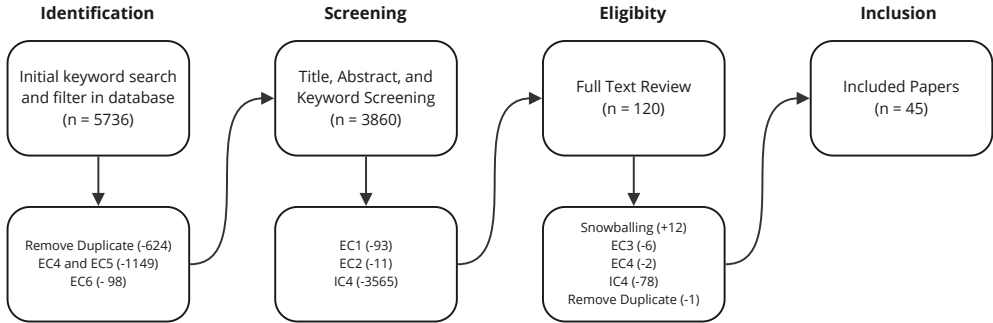 Identification
Initial keyword search
and filter in database
(n = 5736)
Remove Duplicate (-624)
EC4 and EC5 (-1149)
EC6 (- 98)
Screening
Title, Abstract, and
Keyword Screening
(n = 3860)
EC1 (-93)
EC2 (-11)
IC4 (-3565)
Eligibity
Full Text Review
(n = 120)
Snowballing (+12)
EC3 (-6)
EC4 (-2)
IC4 (-78)
Remove Duplicate (-1)
Inclusion
Included Papers
(n = 45)